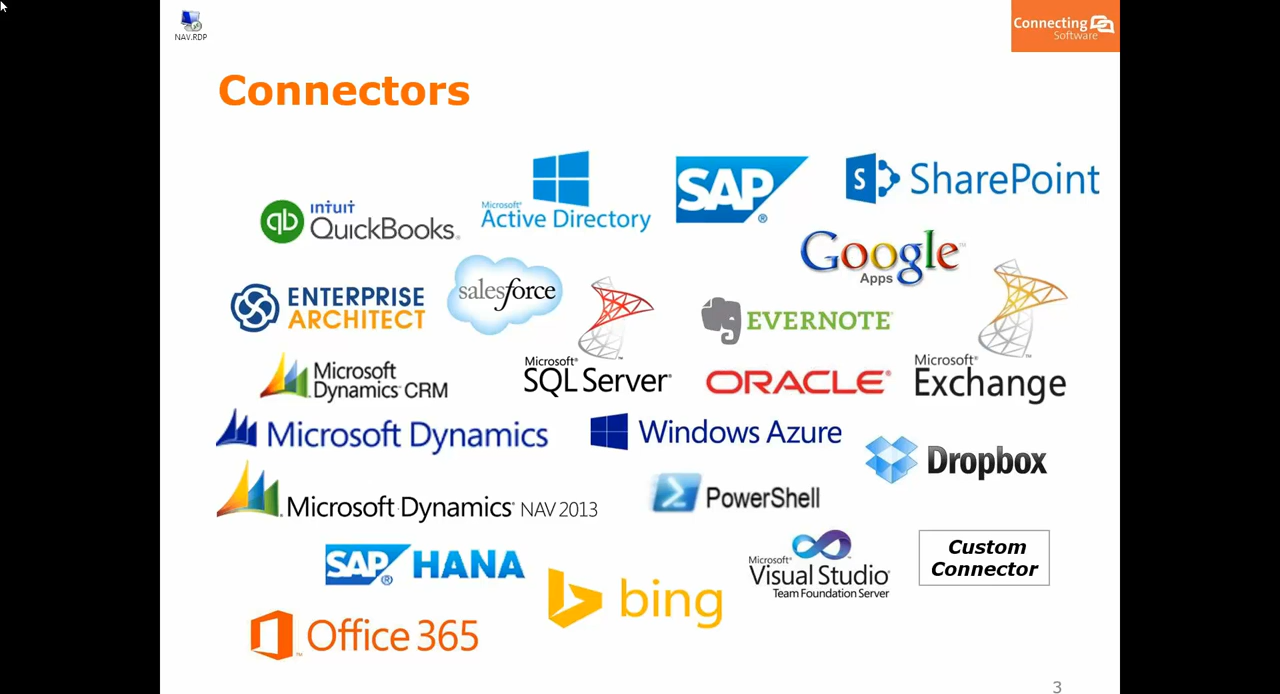 NAV.RDP
Connecting
Software
Connectors
Microsoft®
Active Directory
SAP®
SharePoint
INTUIT
QuickBooks.
Google™
Apps
ENTERPRISE
ARCHITECT
salesforce
EVERNOTE®
Microsoft
Dynamics™ CRM
Microsoft®
SQL Server®
ORACLE®
Microsoft®
Exchange
Microsoft Dynamics
Windows Azure
Dropbox
Microsoft Dynamics® NAV 2013
PowerShell
SAP® HANA
bing
Microsoft®
Visual Studio®
Team Foundation Server
Custom
Connector
Office 365
3